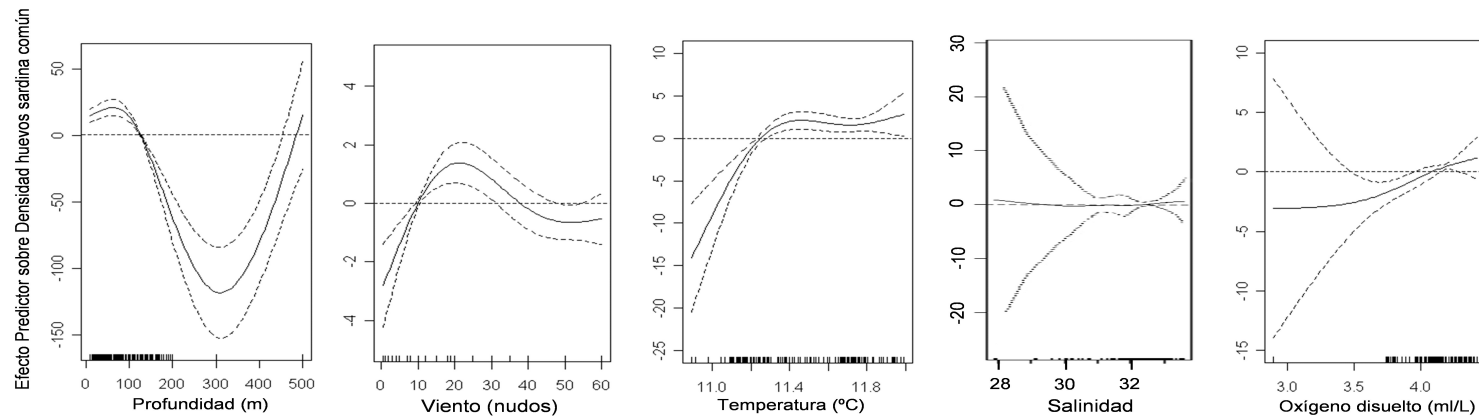 Efecto Predictor sobre Densidad huevos sardina común
50
0
-50
-100
-150
0 100 200 300 400 500
Profundidad (m)
4
2
0
-2
-4
0 10 20 30 40 50 60
Viento (nudos)
10
5
0
-5
-10
-15
-20
-25
11.0 11.4 11.8
Temperatura (ºC)
30
20
10
0
-10
-20
28 30 32
Salinidad
10
5
0
-5
-10
-15
3.0 3.5 4.0
Oxígeno disuelto (ml/L)